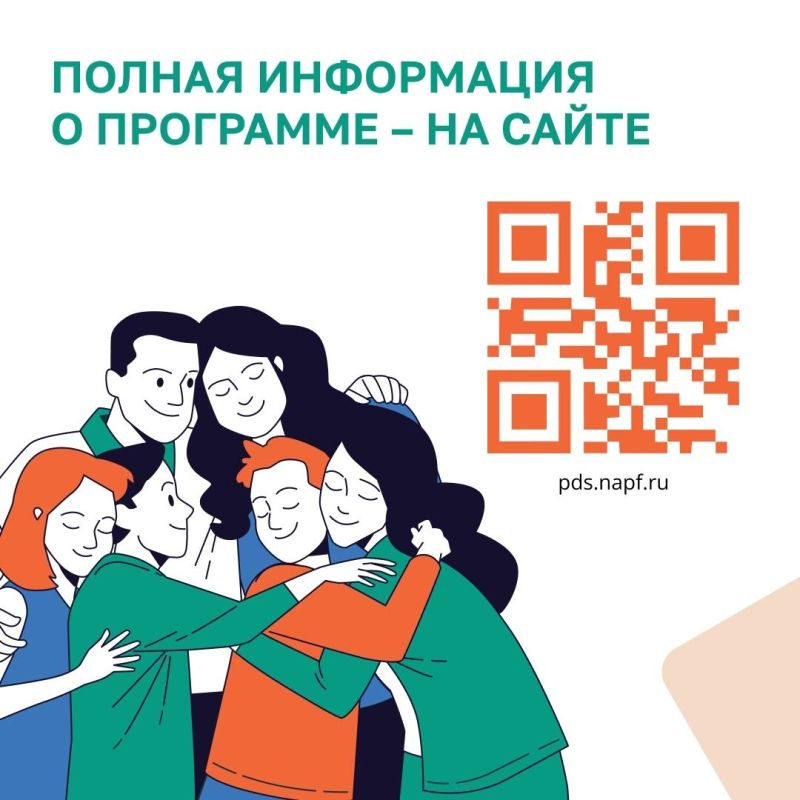 ПОЛНАЯ ИНФОРМАЦИЯ
О ПРОГРАММЕ – НА САЙТЕ
pds.napf.ru